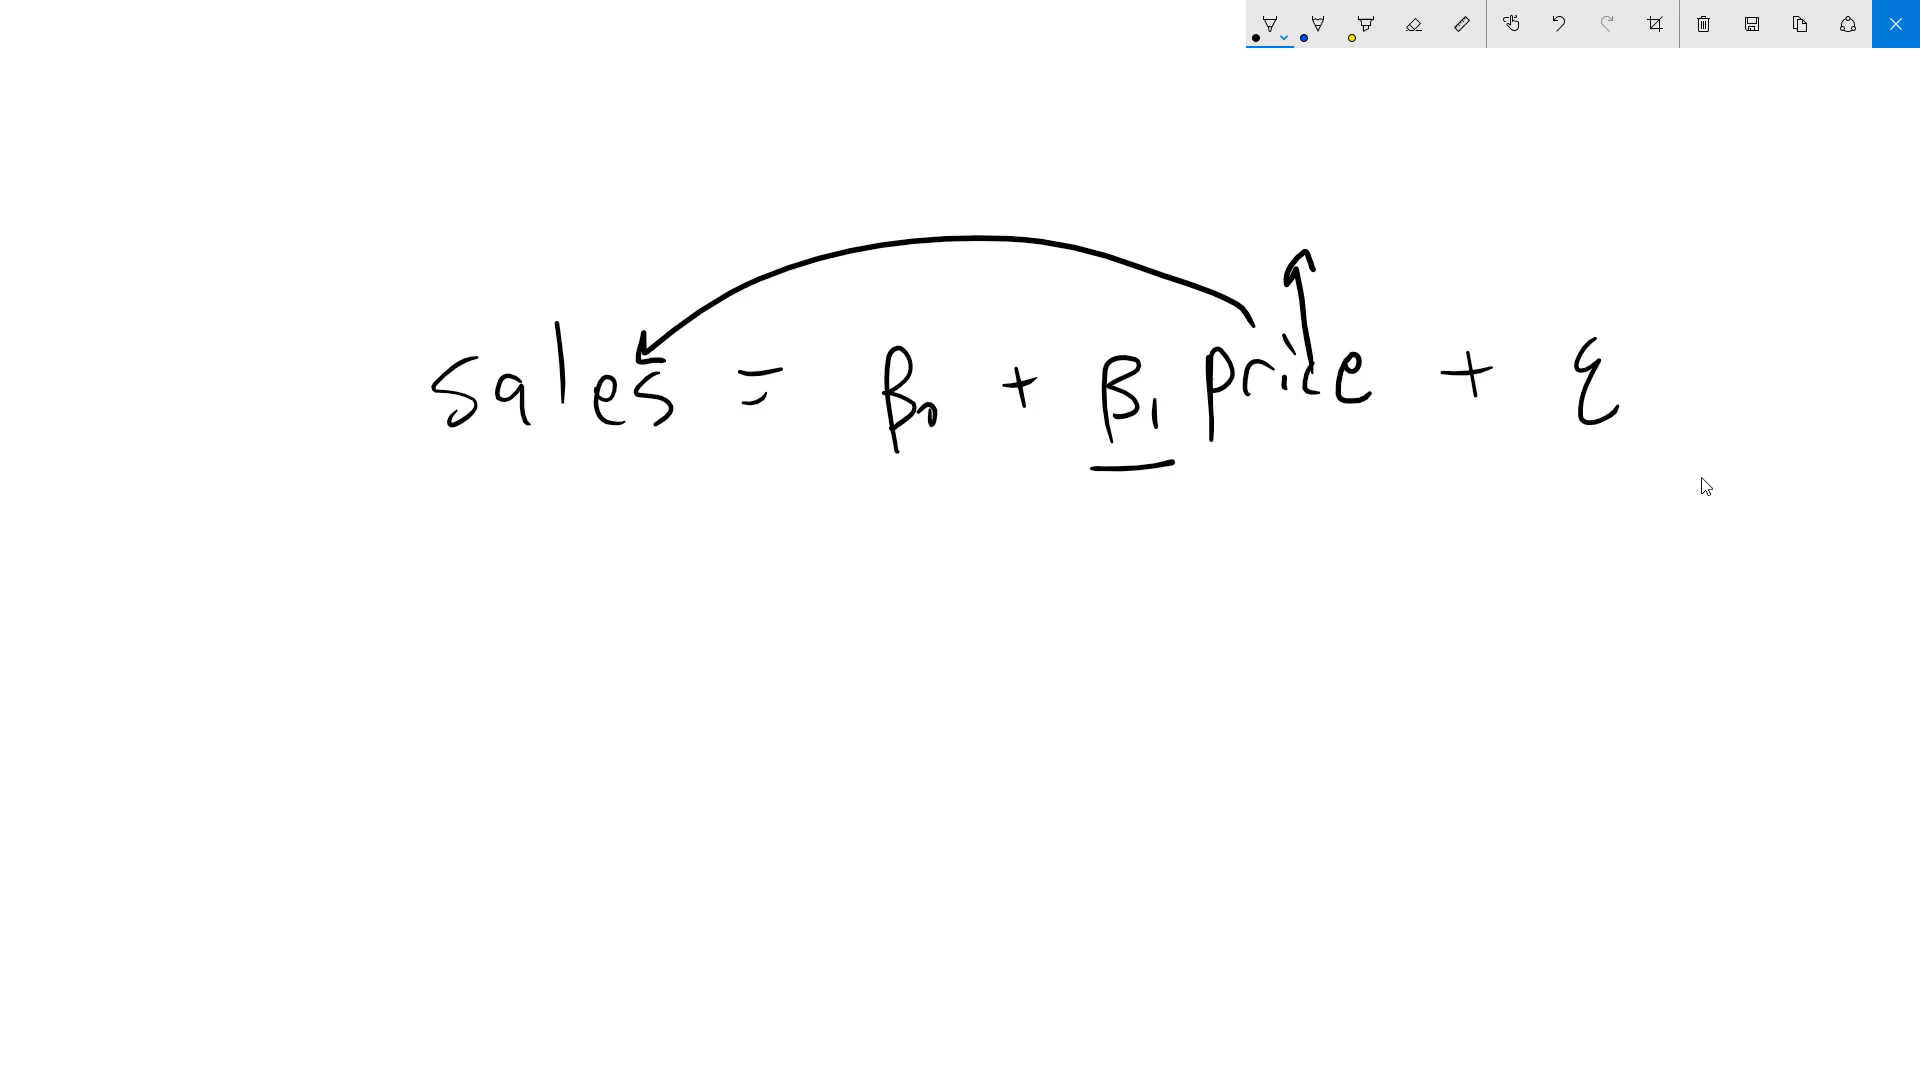 sales = β₀ + β₁ price + ε